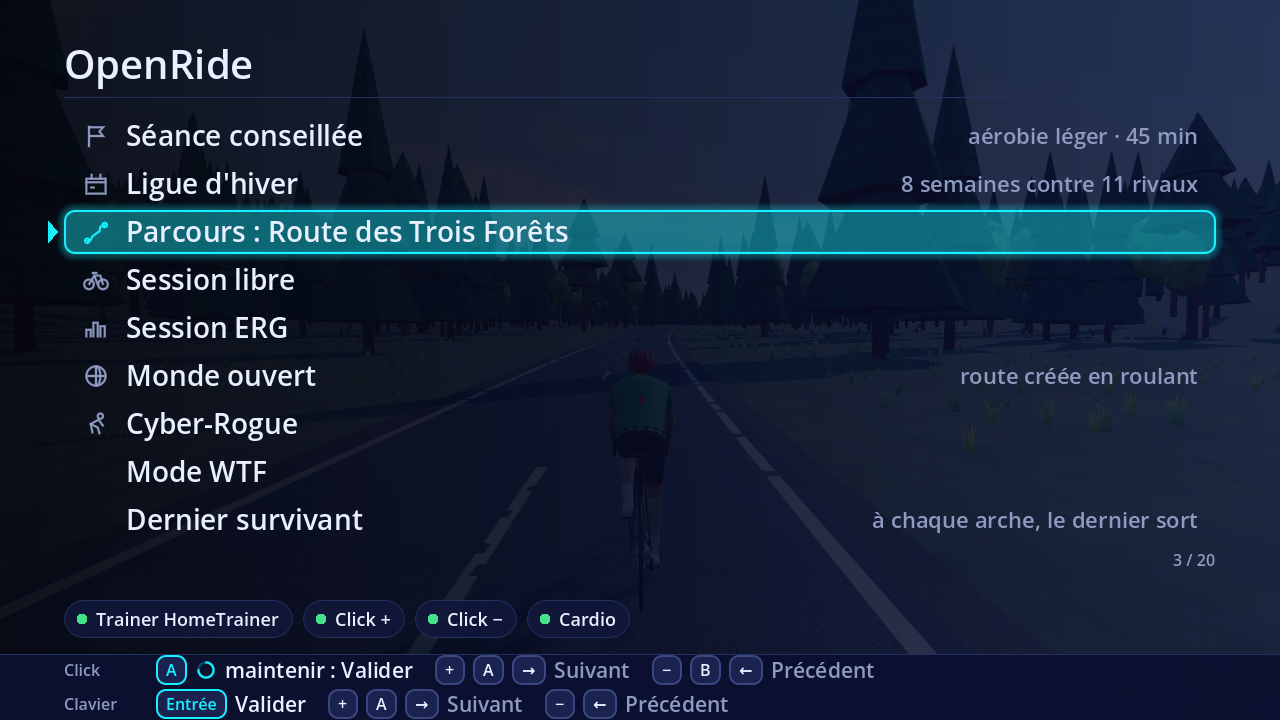 OpenRide
Séance conseillée aérobie léger · 45 min
Ligue d'hiver 8 semaines contre 11 rivaux
Parcours : Route des Trois Forêts
Session libre
Session ERG
Monde ouvert route créée en roulant
Cyber-Rogue
Mode WTF
Dernier survivant à chaque arche, le dernier sort
3 / 20
Trainer HomeTrainer Click + Click − Cardio
Click A maintenir : Valider + A → Suivant − B ← Précédent
Clavier Entrée Valider + A → Suivant − ← Précédent